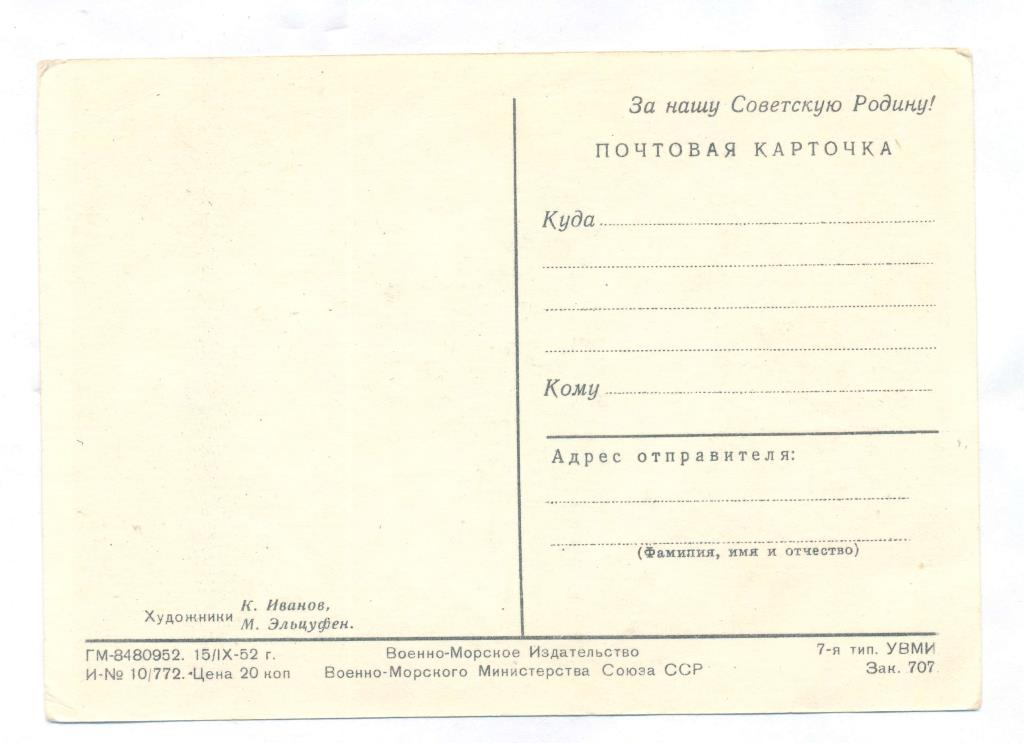 За нашу Советскую Родину!
ПОЧТОВАЯ КАРТОЧКА
Куда
Кому
Адрес отправителя:
(Фамилия, имя и отчество)
Художники К. Иванов,
М. Эльцуфен.
ГМ-8480952. 15/IX-52 г.
И-№ 10/772. Цена 20 коп
Военно-Морское Издательство
Военно-Морского Министерства Союза ССР
7-я тип. УВМИ
Зак. 707